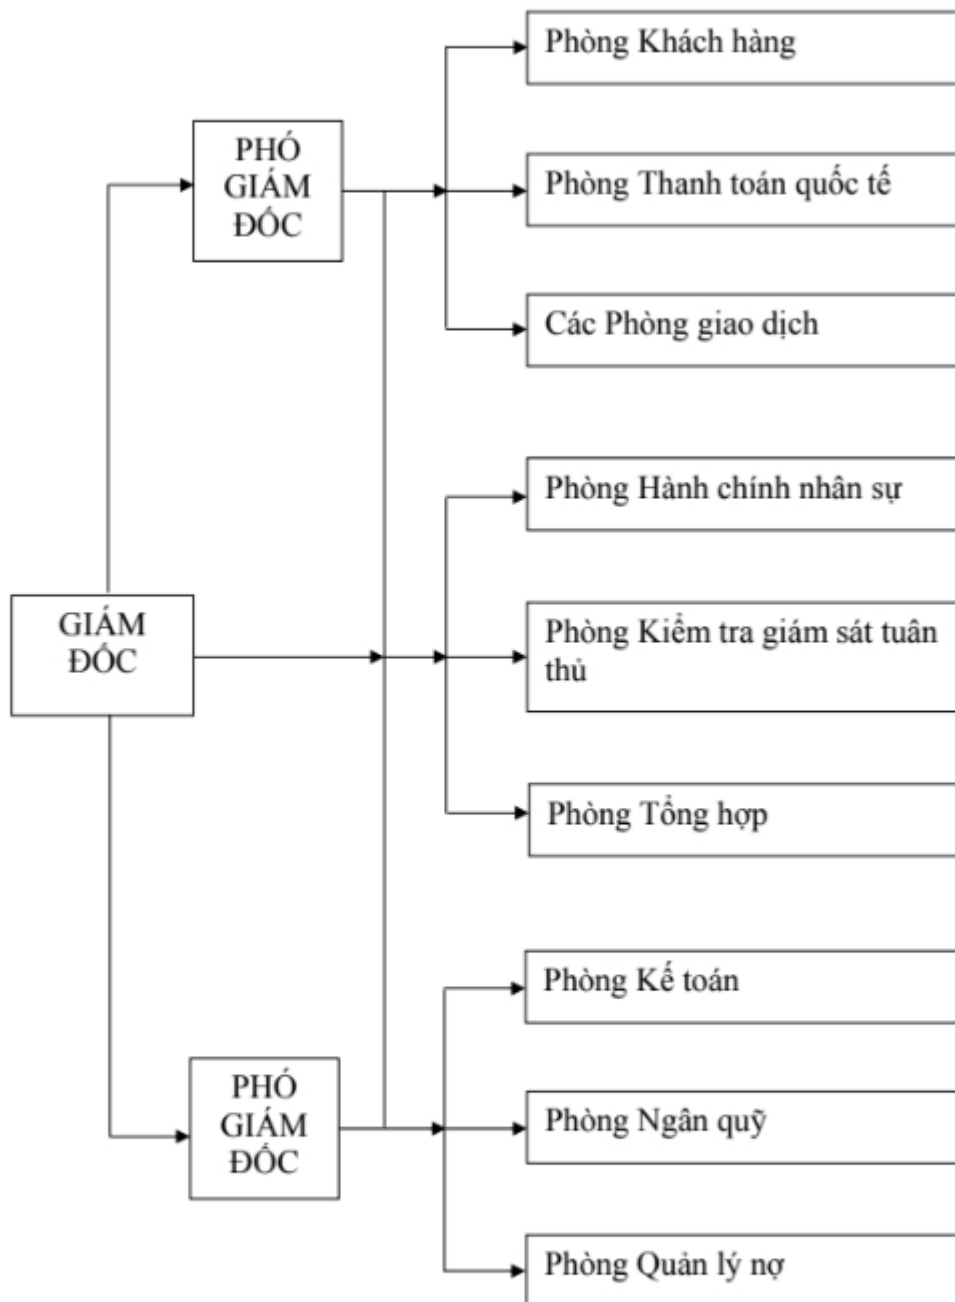 Phòng Khách hàng
PHÓ
GIÁM
ĐỐC
Phòng Thanh toán quốc tế
Các Phòng giao dịch
Phòng Hành chính nhân sự
GIÁM
ĐỐC
Phòng Kiểm tra giám sát tuân
thủ
Phòng Tổng hợp
Phòng Kế toán
PHÓ
GIÁM
ĐỐC
Phòng Ngân quỹ
Phòng Quản lý nợ